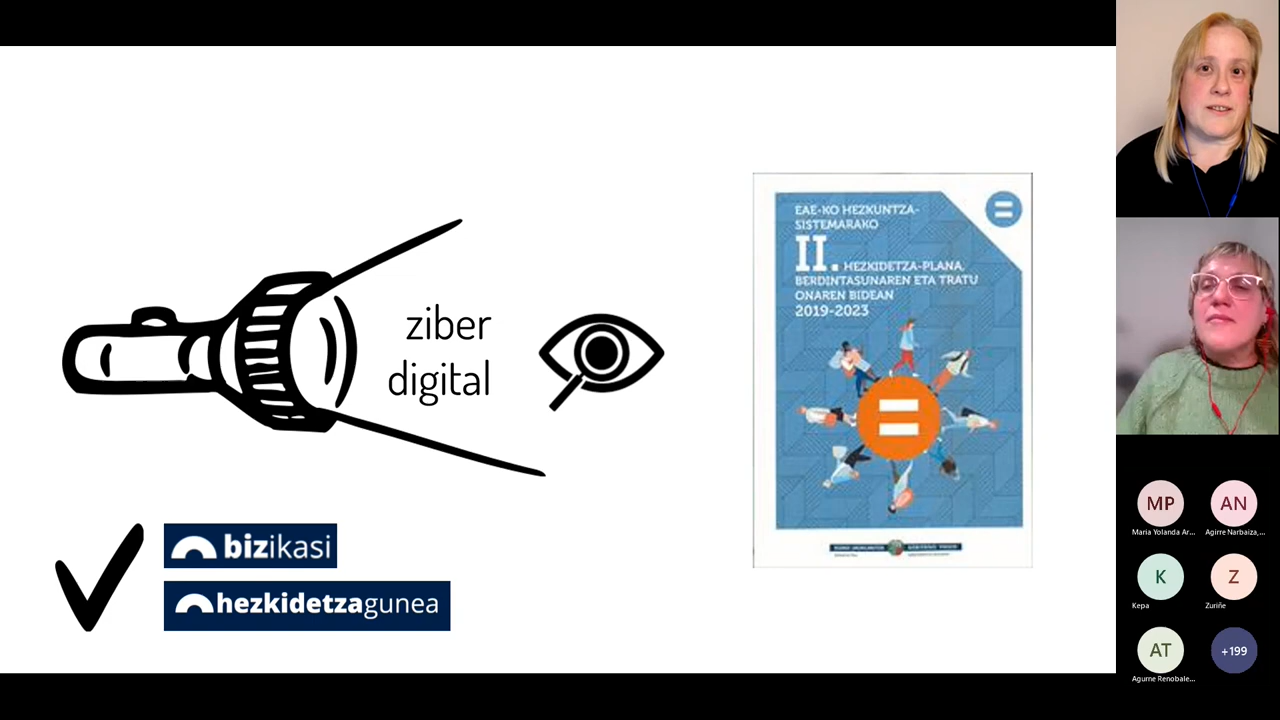 ziber
digital
bizikasi
hezkidetzagunea
EAE-KO HEZKUNTZA-
SISTEMARAKO
II. HEZKIDETZA-PLANA,
BERDINTASUNAREN ETA TRATU
ONAREN BIDEAN
2019-2023
MP
AN
Maria Yolanda Ar...
Agirre Narbaiza,...
K
Z
Kepa
Zuriñe
AT
+199
Agurne Renobale...